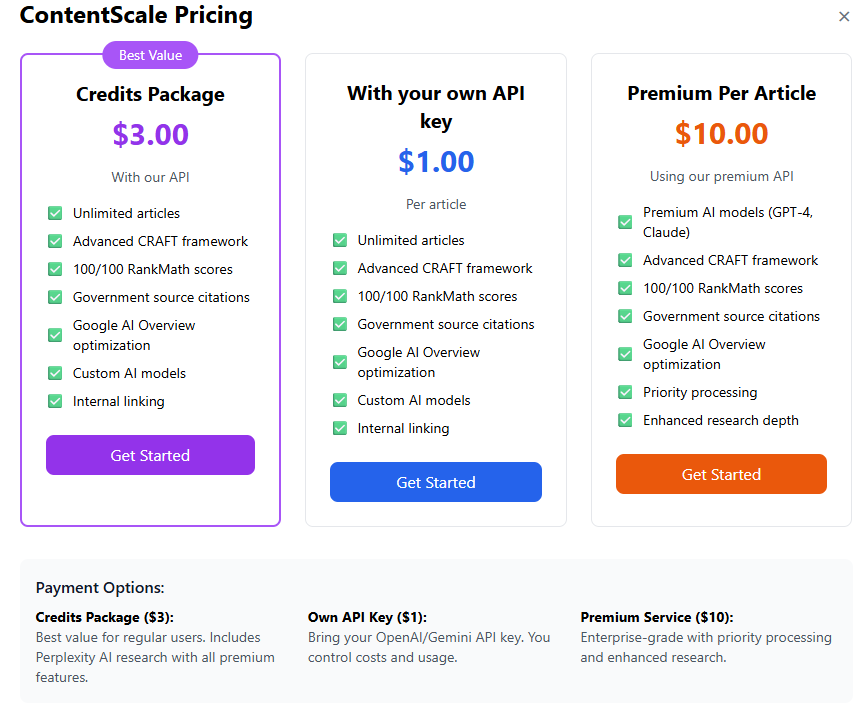 ContentScale Pricing
×
Best Value
Credits Package
$3.00
With our API
Unlimited articles
Advanced CRAFT framework
100/100 RankMath scores
Government source citations
Google AI Overview
optimization
Custom AI models
Internal linking
Get Started
With your own API
key
$1.00
Per article
Unlimited articles
Advanced CRAFT framework
100/100 RankMath scores
Government source citations
Google AI Overview
optimization
Custom AI models
Internal linking
Get Started
Premium Per Article
$10.00
Using our premium API
Premium AI models (GPT-4,
Claude)
Advanced CRAFT framework
100/100 RankMath scores
Government source citations
Google AI Overview
optimization
Priority processing
Enhanced research depth
Get Started
Payment Options:
Credits Package ($3):
Best value for regular users. Includes
Perplexity AI research with all premium
features.
Own API Key ($1):
Bring your OpenAI/Gemini API key. You
control costs and usage.
Premium Service ($10):
Enterprise-grade with priority processing
and enhanced research.